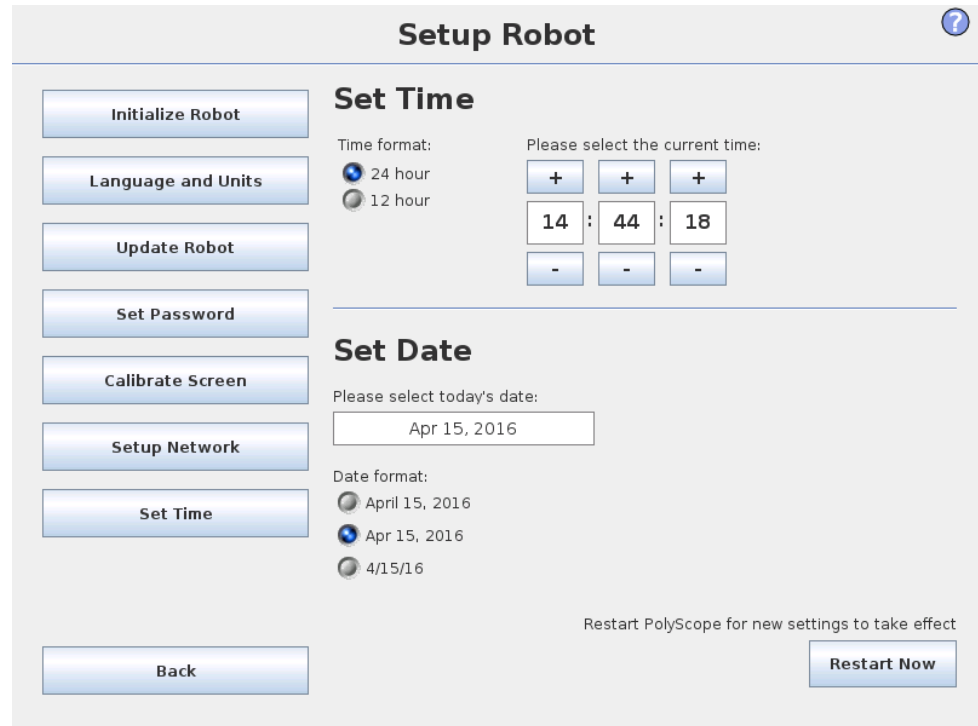 Setup Robot
?
Initialize Robot
Language and Units
Update Robot
Set Password
Calibrate Screen
Setup Network
Set Time
Back
Set Time
Time format:
24 hour
12 hour
Please select the current time:
+ + +
14 : 44 : 18
- - -
Set Date
Please select today's date:
Apr 15, 2016
Date format:
April 15, 2016
Apr 15, 2016
4/15/16
Restart PolyScope for new settings to take effect
Restart Now